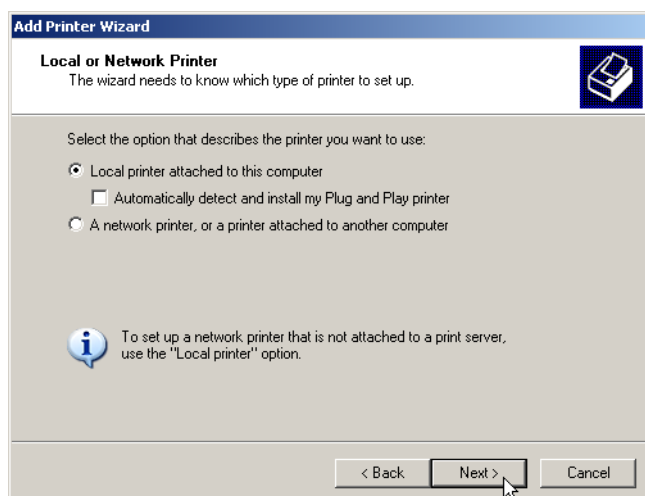 Add Printer Wizard
Local or Network Printer
The wizard needs to know which type of printer to set up.
Select the option that describes the printer you want to use:
Local printer attached to this computer
Automatically detect and install my Plug and Play printer
A network printer, or a printer attached to another computer
To set up a network printer that is not attached to a print server,
use the "Local printer" option.
< Back Next > Cancel